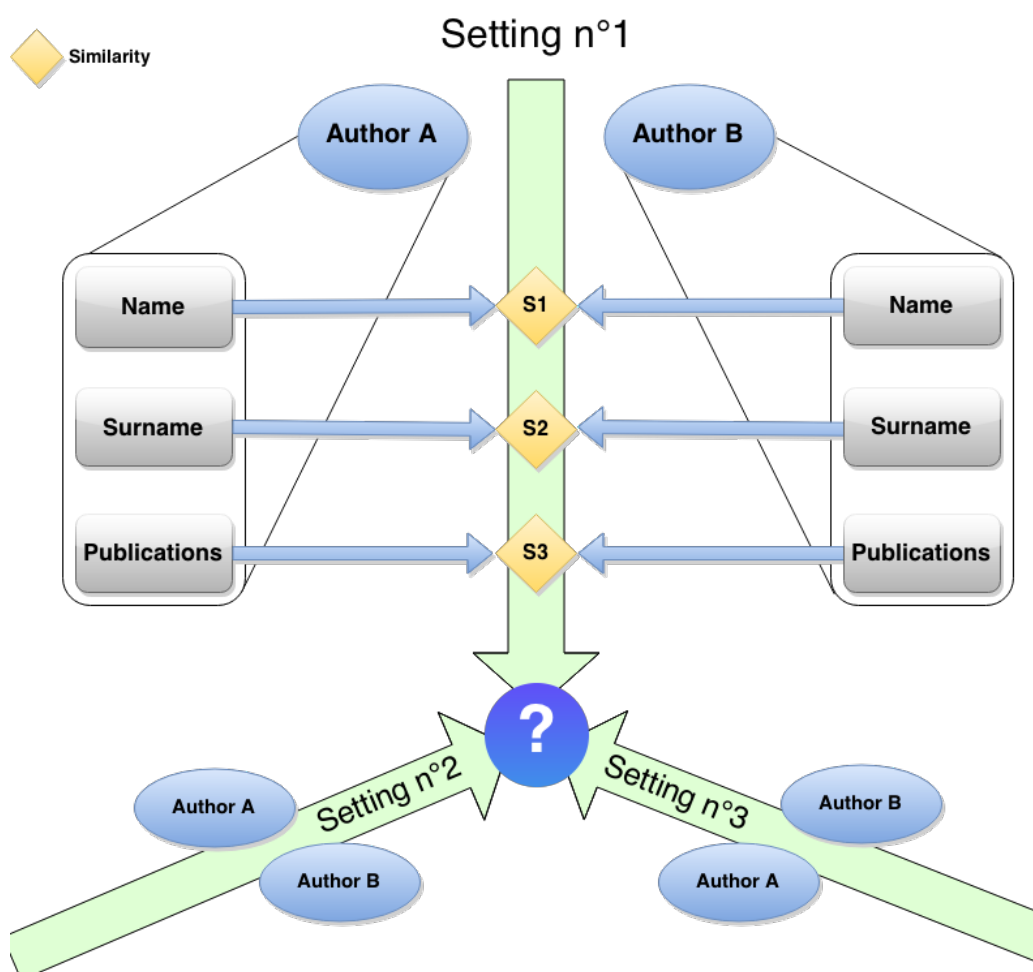 Setting n°1
Similarity
Author A
Author B
Name
S1
Name
Surname
S2
Surname
Publications
S3
Publications
?
Setting n°2
Setting n°3
Author A
Author B
Author B
Author A